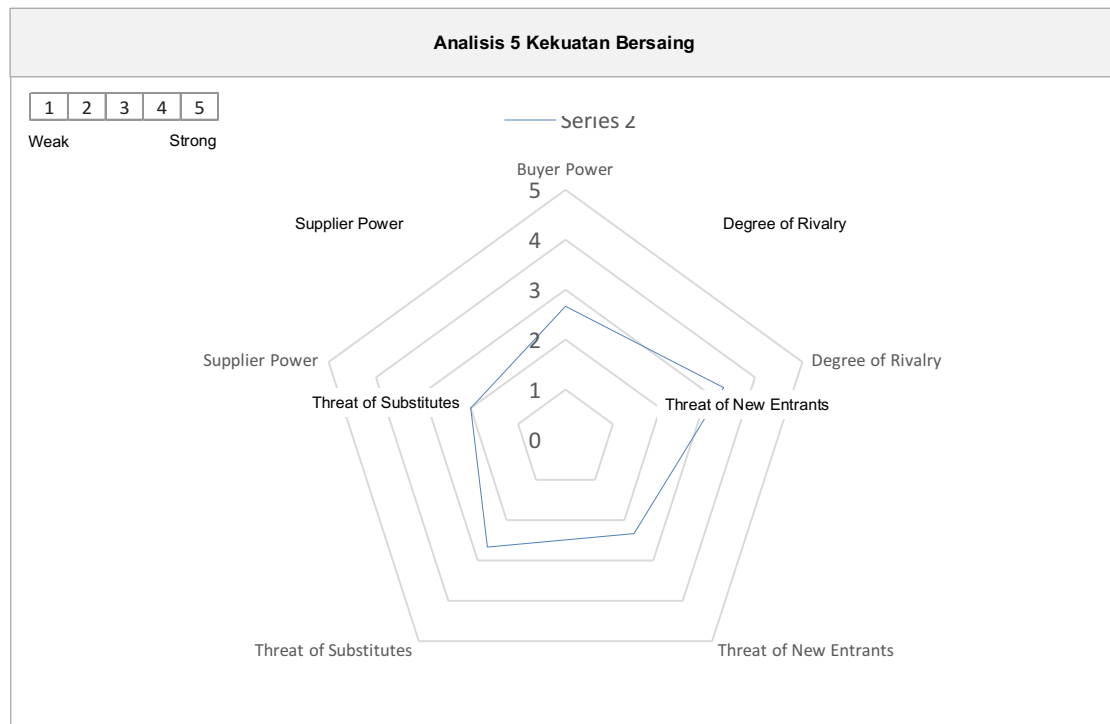 Analisis 5 Kekuatan Bersaing
1 2 3 4 5
Weak Strong
Series 2
Buyer Power
5
Supplier Power
Degree of Rivalry
4
3
2
Supplier Power
Degree of Rivalry
1
Threat of Substitutes
Threat of New Entrants
0
Threat of Substitutes
Threat of New Entrants